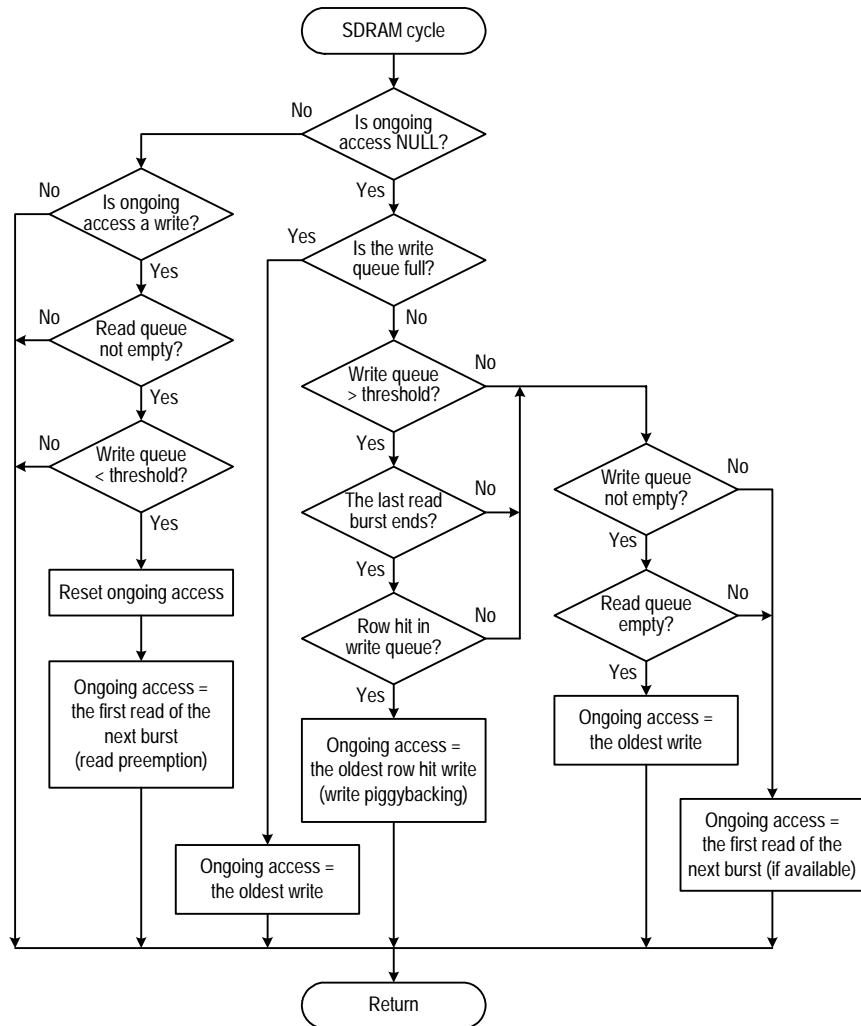 SDRAM cycle
No
Is ongoing
access NULL?
Yes
No
Is ongoing
access a write?
Yes
Yes
Is the write
queue full?
No
No
Read queue
not empty?
Yes
Write queue
> threshold?
No
Yes
No
Write queue
< threshold?
Yes
The last read
burst ends?
No
Yes
Write queue
not empty?
No
Yes
Reset ongoing access
Row hit in
write queue?
No
Yes
Read queue
empty?
No
Yes
Ongoing access =
the first read of the
next burst
(read preemption)
Ongoing access =
the oldest row hit write
(write piggybacking)
Ongoing access =
the oldest write
Ongoing access =
the oldest write
Ongoing access =
the first read of the
next burst (if available)
Return